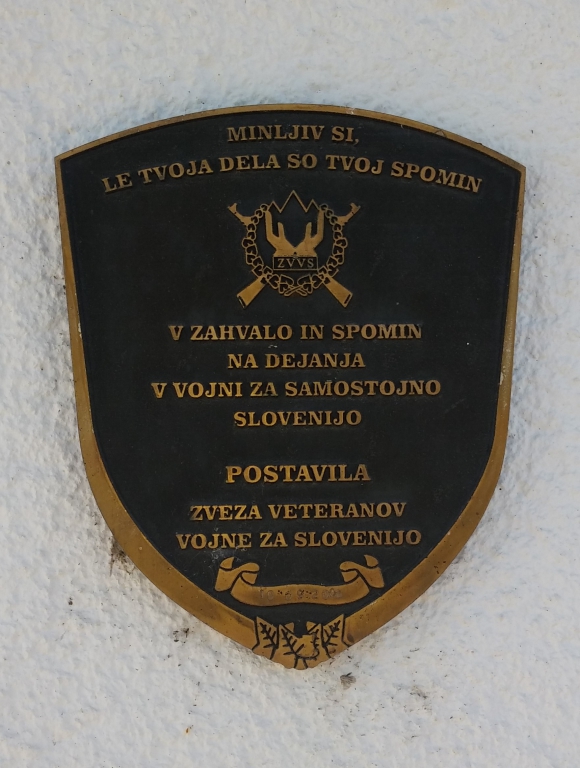 MINLJIV SI,
LE TVOJA DELA SO TVOJ SPOMIN
ZVVS
V ZAHVALO IN SPOMIN
NA DEJANJA
V VOJNI ZA SAMOSTOJNO
SLOVENIJO
POSTAVILA
ZVEZA VETERANOV
VOJNE ZA SLOVENIJO